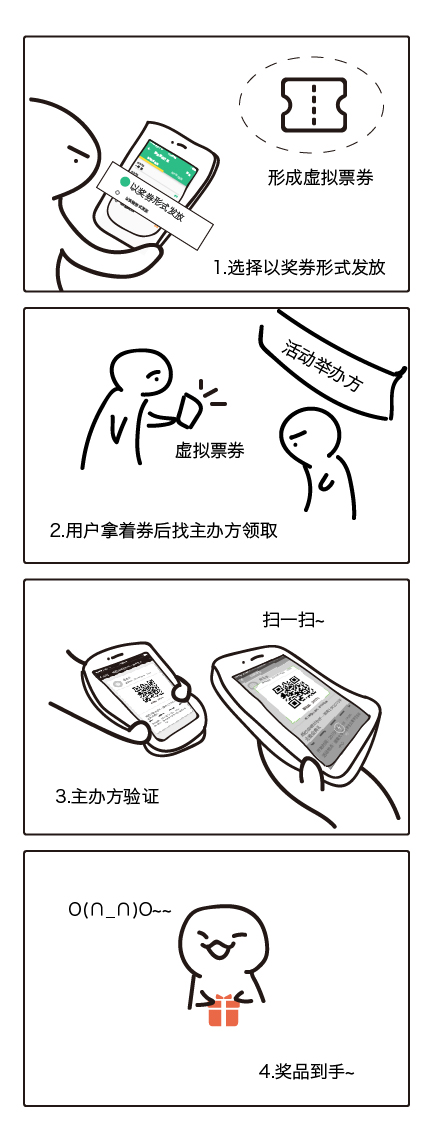 形成虚拟票券
以奖券形式发放
1.选择以奖券形式发放
活动举办方
虚拟票券
2.用户拿着券后找主办方领取
扫一扫~
3.主办方验证
O(∩_∩)O~~
4.奖品到手~